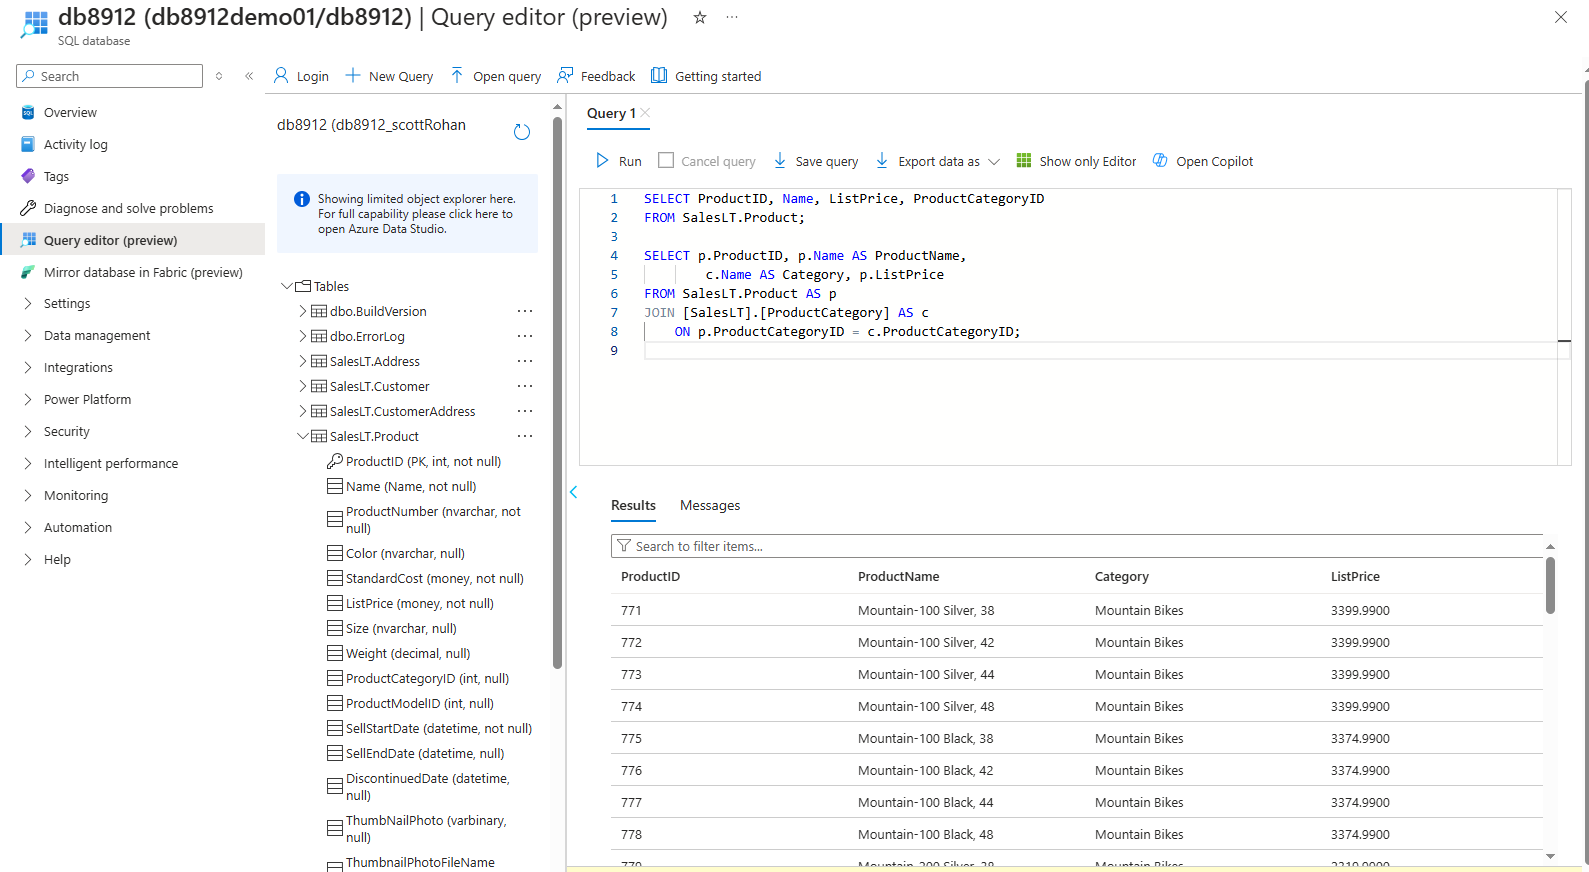 db8912 (db8912demo01/db8912) | Query editor (preview)
SQL database
Search
Overview
Activity log
Tags
Diagnose and solve problems
Query editor (preview)
Mirror database in Fabric (preview)
Settings
Data management
Integrations
Power Platform
Security
Intelligent performance
Monitoring
Automation
Help
Login
New Query
Open query
Feedback
Getting started
db8912 (db8912_scottRohan
Showing limited object explorer here.
For full capability please click here to
open Azure Data Studio.
Tables
dbo.BuildVersion
dbo.ErrorLog
SalesLT.Address
SalesLT.Customer
SalesLT.CustomerAddress
SalesLT.Product
ProductID (PK, int, not null)
Name (Name, not null)
ProductNumber (nvarchar, not
null)
Color (nvarchar, null)
StandardCost (money, not null)
ListPrice (money, not null)
Size (nvarchar, null)
Weight (decimal, null)
ProductCategoryID (int, null)
ProductModelID (int, null)
SellStartDate (datetime, not null)
SellEndDate (datetime, null)
DiscontinuedDate (datetime,
null)
ThumbNailPhoto (varbinary,
null)
ThumbnailPhotoFileName
Query 1
Run
Cancel query
Save query
Export data as
Show only Editor
Open Copilot
1 SELECT ProductID, Name, ListPrice, ProductCategoryID
2 FROM SalesLT.Product;
3
4 SELECT p.ProductID, p.Name AS ProductName,
5 c.Name AS Category, p.ListPrice
6 FROM SalesLT.Product AS p
7 JOIN [SalesLT].[ProductCategory] AS c
8 ON p.ProductCategoryID = c.ProductCategoryID;
9
Results Messages
Search to filter items...
ProductID ProductName Category ListPrice
771 Mountain-100 Silver, 38 Mountain Bikes 3399.9900
772 Mountain-100 Silver, 42 Mountain Bikes 3399.9900
773 Mountain-100 Silver, 44 Mountain Bikes 3399.9900
774 Mountain-100 Silver, 48 Mountain Bikes 3399.9900
775 Mountain-100 Black, 38 Mountain Bikes 3374.9900
776 Mountain-100 Black, 42 Mountain Bikes 3374.9900
777 Mountain-100 Black, 44 Mountain Bikes 3374.9900
778 Mountain-100 Black, 48 Mountain Bikes 3374.9900
779 Mountain-200 Silver, 38 Mountain Bikes 2319.9900